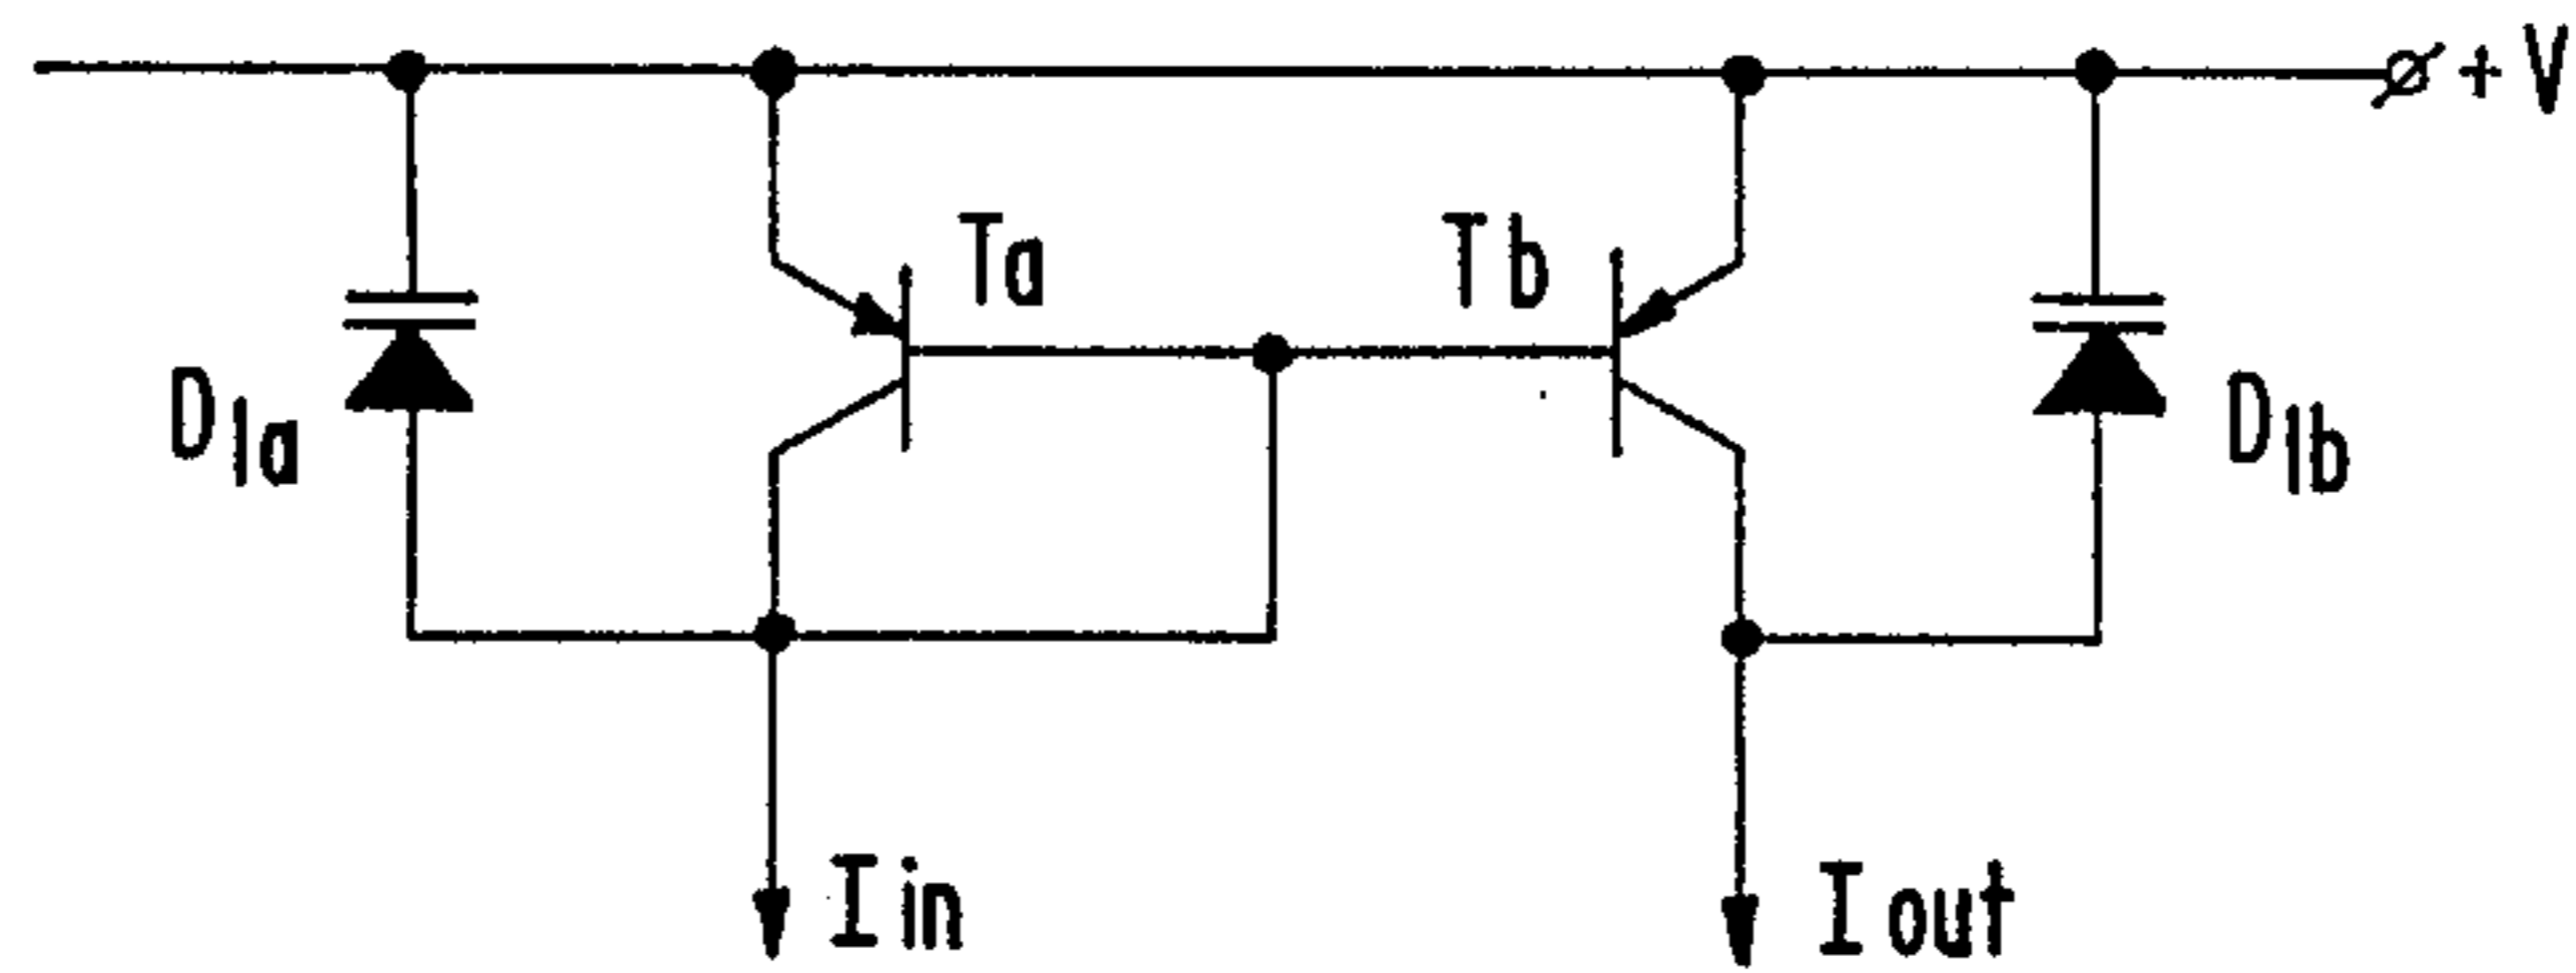 + V
Ta
Tb
D1a
D1b
Iin
Iout